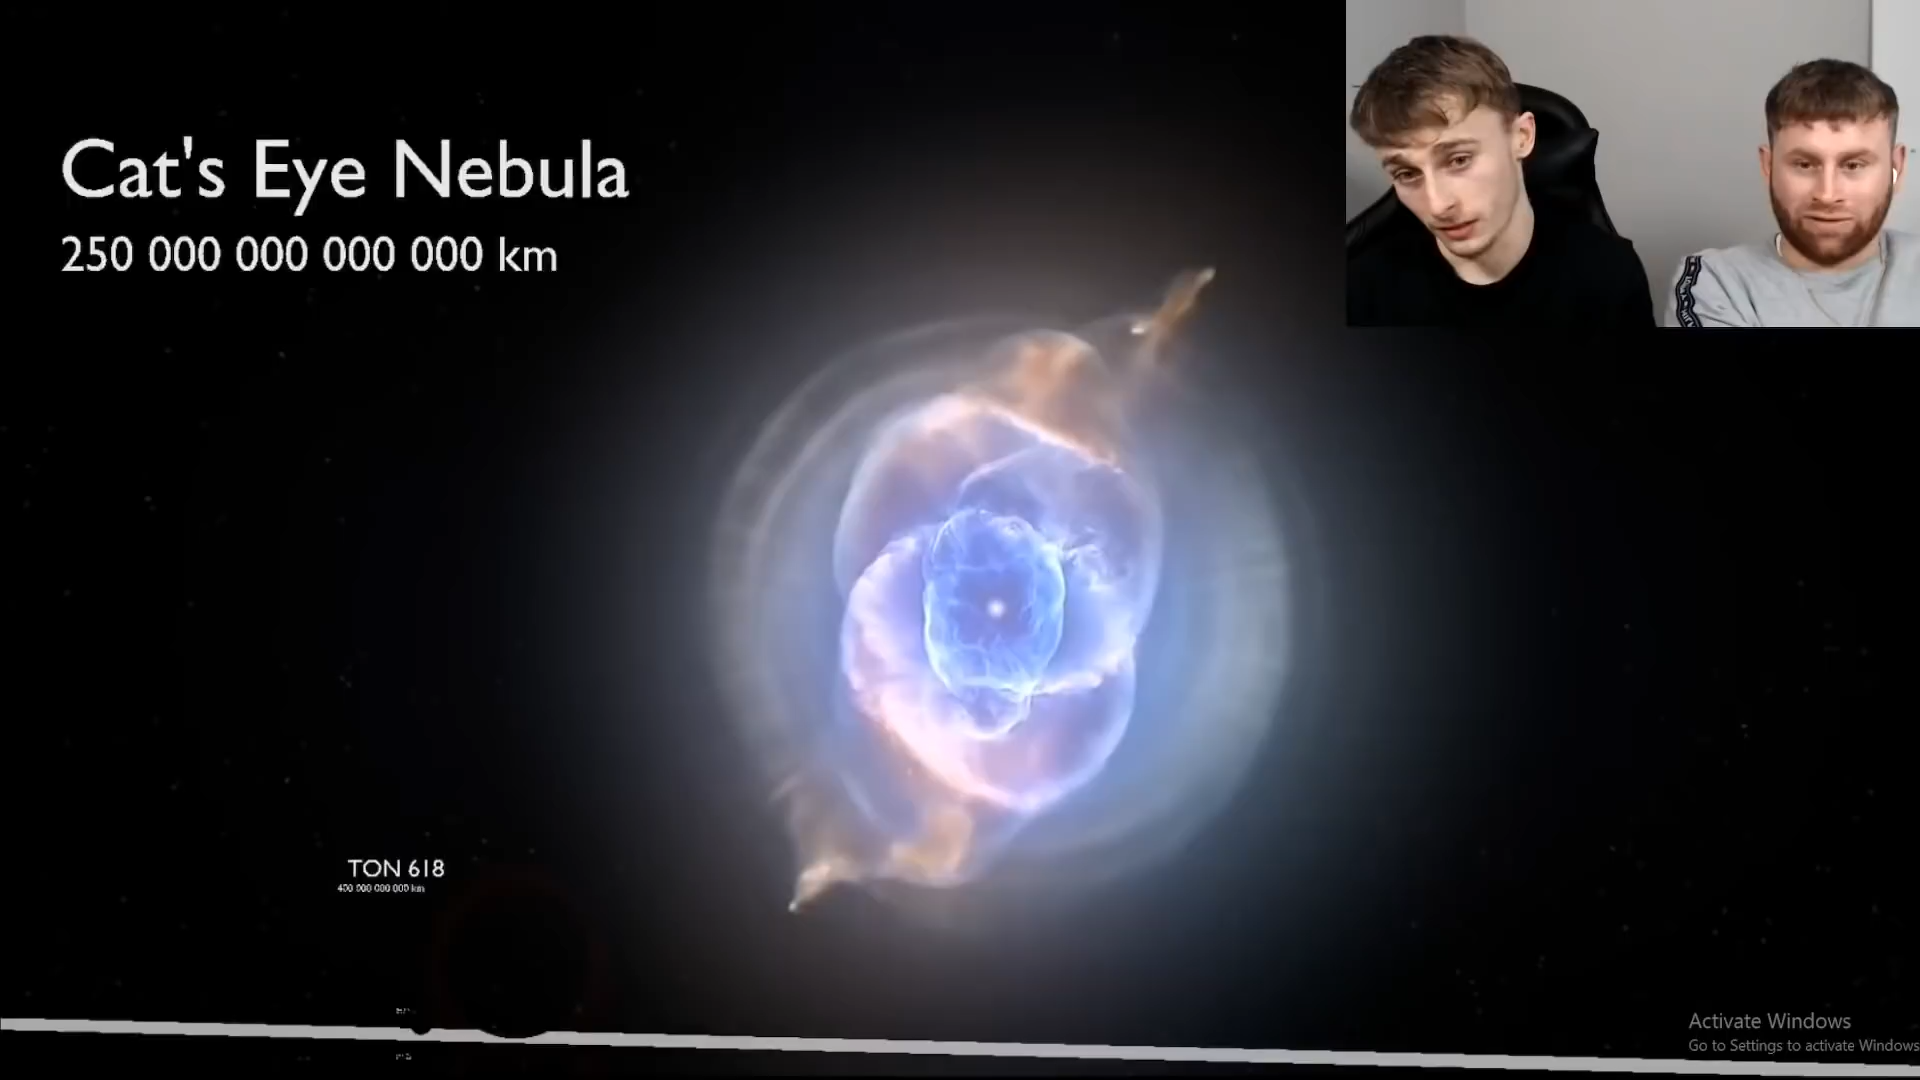 Cat's Eye Nebula
250 000 000 000 000 km
TON 618
400 000 000 000 km
Activate Windows
Go to Settings to activate Windows